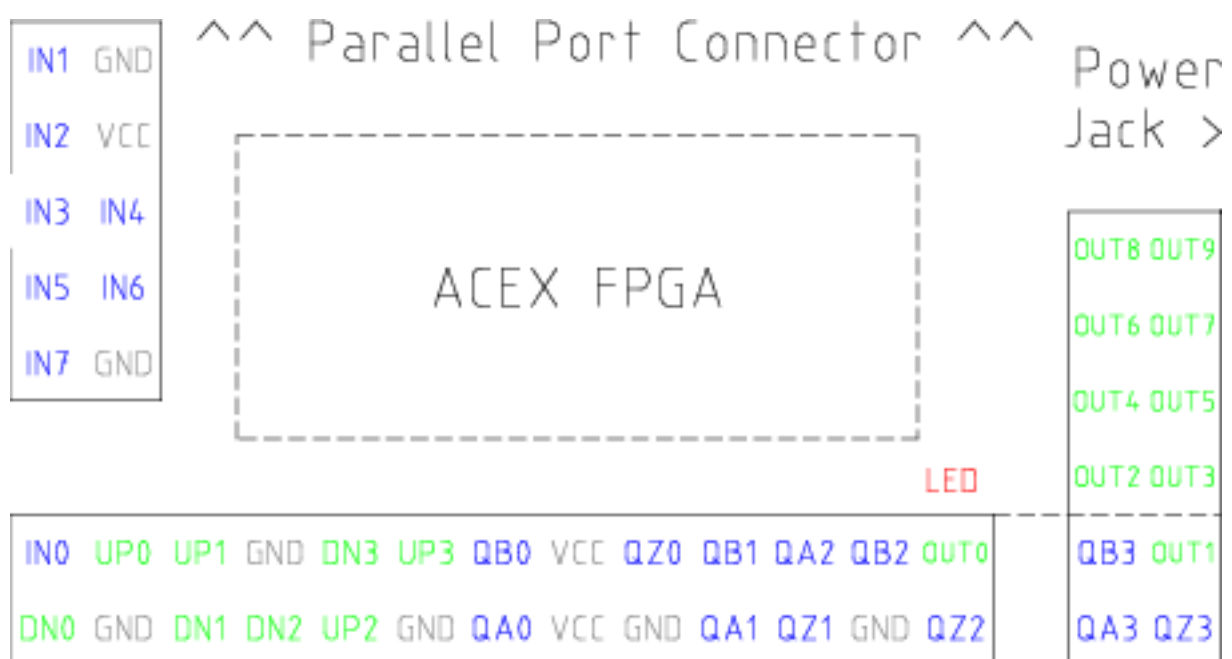 ^^ Parallel Port Connector ^^
Power
Jack >
IN1 GND
IN2 VCC
IN3 IN4
IN5 IN6
IN7 GND
ACEX FPGA
OUT8 OUT9
OUT6 OUT7
OUT4 OUT5
OUT2 OUT3
LED
IN0 UP0 UP1 GND DN3 UP3 QB0 VCC QZ0 QB1 QA2 QB2 OUT0
DN0 GND DN1 DN2 UP2 GND QA0 VCC GND QA1 QZ1 GND QZ2
QB3 OUT1
QA3 QZ3